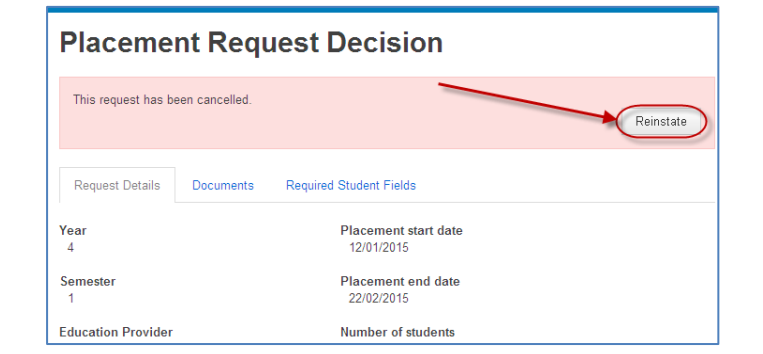 Placement Request Decision
This request has been cancelled.
Reinstate
Request Details Documents Required Student Fields
Year Placement start date
4 12/01/2015
Semester Placement end date
1 22/02/2015
Education Provider Number of students